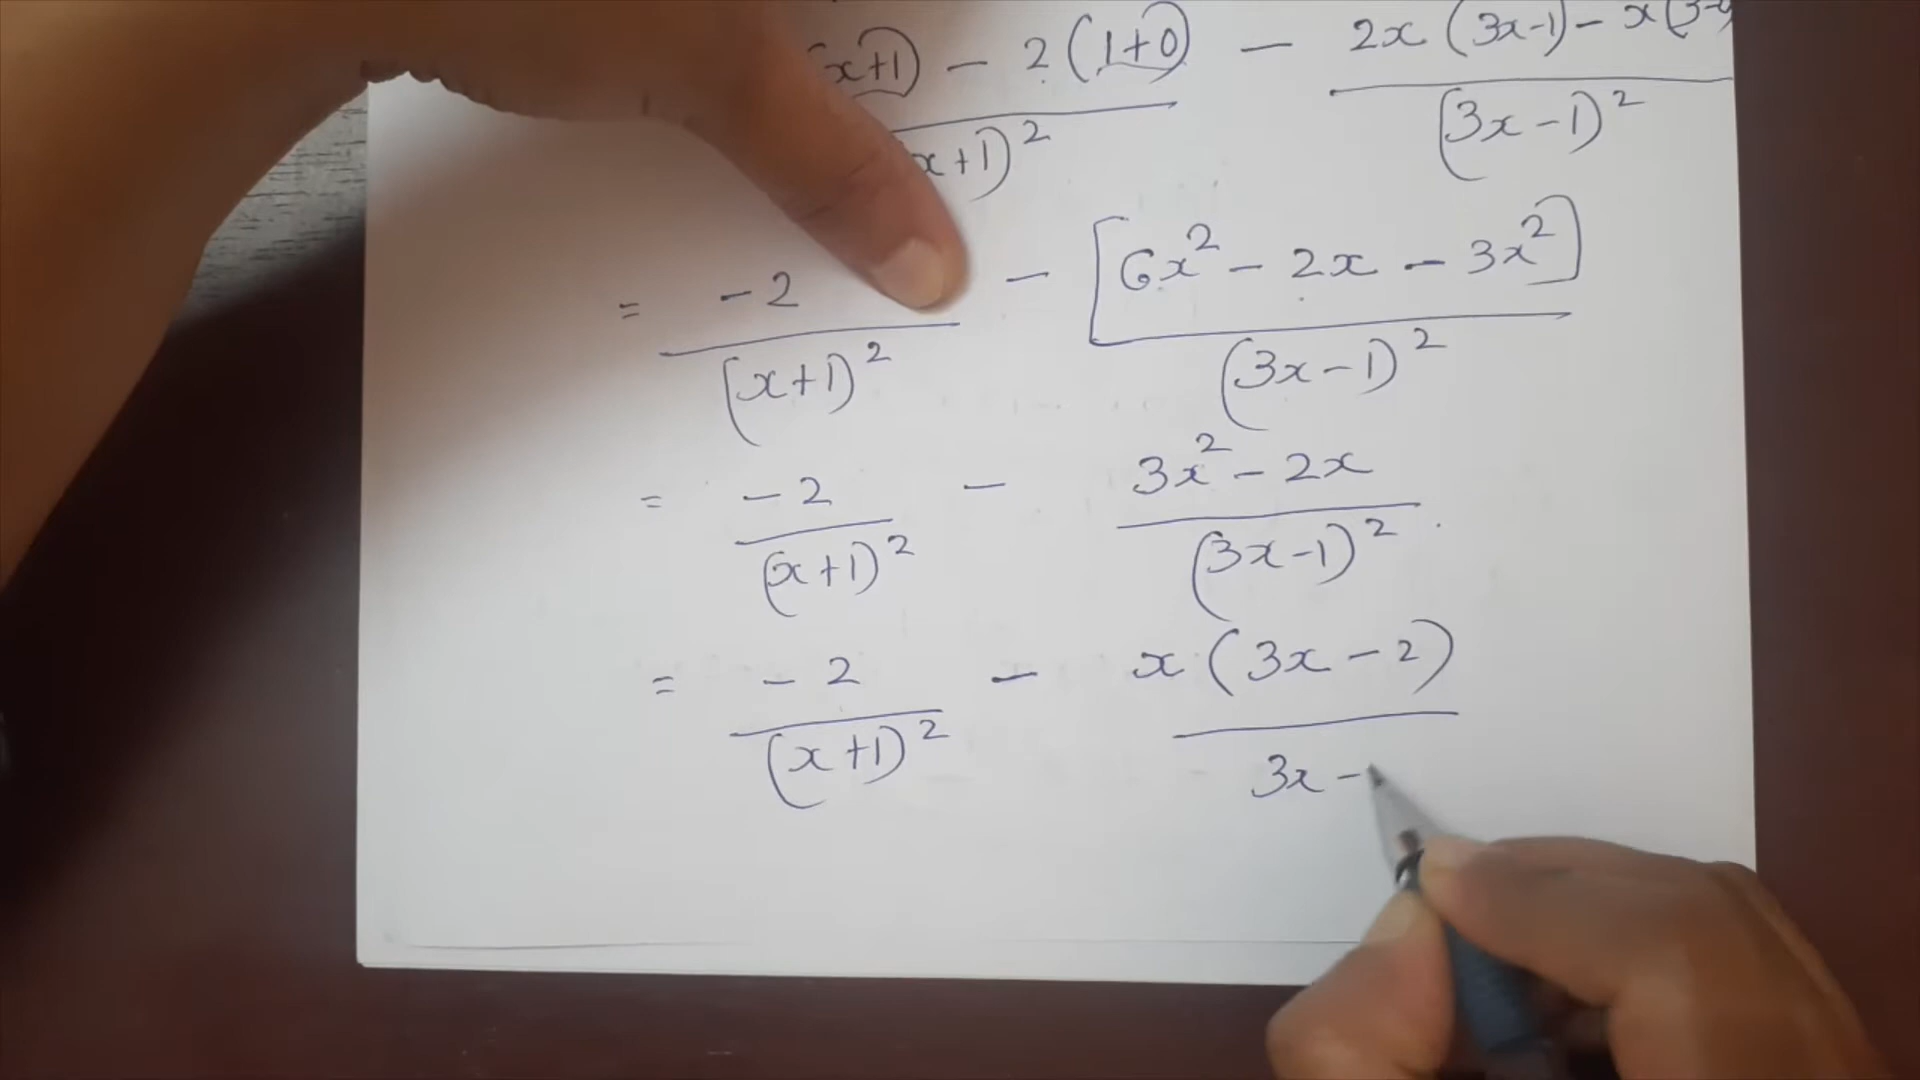 x+1) - 2 (1+0) - 2x (3x-1) - x(3-
x+1)² (3x-1)²
= -2 - [6x² - 2x - 3x²]
(x+1)² (3x-1)²
= -2 - 3x² - 2x
(x+1)² (3x-1)² .
= -2 - x (3x-2)
(x+1)² 3x -